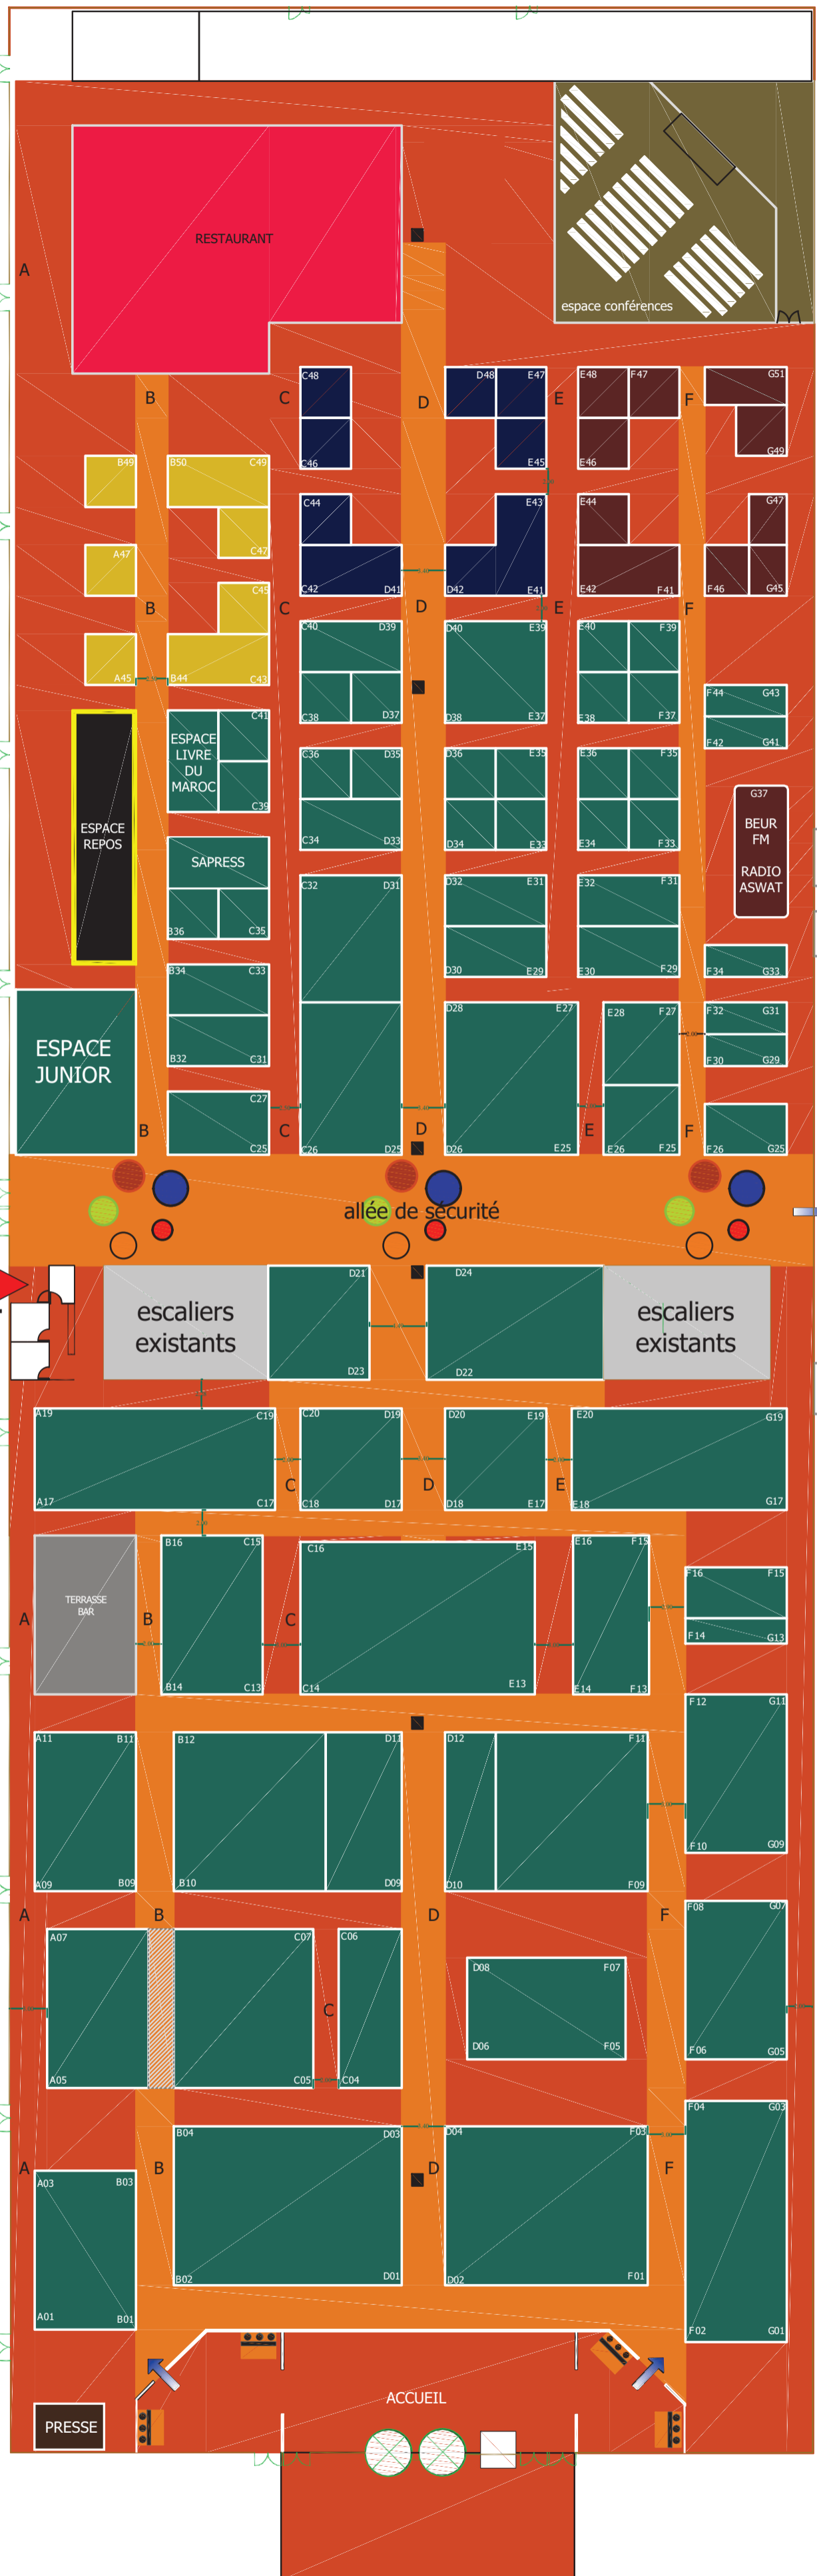 RESTAURANT
A
espace conférences
C48
D48 E47
E48 F47
G51
B
C
D
E
F
C46
E45
E46
G49
B49
B50 C49
C44
E43
E44
G47
A47
C47
C42 D41
D42 E41
E42 F41
F46 G45
C45
B
C
D
E
F
A45
B44 C43
C40 D39
D40 E39
E40 F39
C38 D37
D38 E37
E38 F37
F44 G43
F42 G41
ESPACE
LIVRE
DU
MAROC
C41
C39
C36 D35
D36 E35
E36 F35
C34 D33
D34 E33
E34 F33
G37
BEUR
FM
RADIO
ASWAT
ESPACE
REPOS
SAPRESS
B36 C35
C32 D31
D32 E31
E32 F31
D30 E29
E30 F29
F34 G33
B34 C33
B32 C31
ESPACE
JUNIOR
D28 E27
E28 F27
F32 G31
F30 G29
C27
C25
B
C
D
E
F
C26 D25
D26 E25
E26 F25
F26 G25
allée de sécurité
escaliers
existants
D21
D23
D24
D22
escaliers
existants
A19 C19
C20 D19
D20 E19
E20 G19
C
D
E
A17 C17
C18 D17
D18 E17
E18 G17
TERRASSE
BAR
A
B
C
B16 C15
C16 E15
E16 F15
F16 F15
F14 G13
B14 C13
C14 E13
E14 F13
F12 G11
A11 B11
B12 D11
D12 F11
F10 G09
A09 B09
B10 D09
D10 F09
A
B
D
F
F08 G07
A07 C07
C06
D08 F07
C
D06 F05
F06 G05
A05 C05
C04
F04 G03
B04 D03
D04 F03
A
B
D
F
A03 B03
B02 D01
D02 F01
A01 B01
F02 G01
ACCUEIL
PRESSE